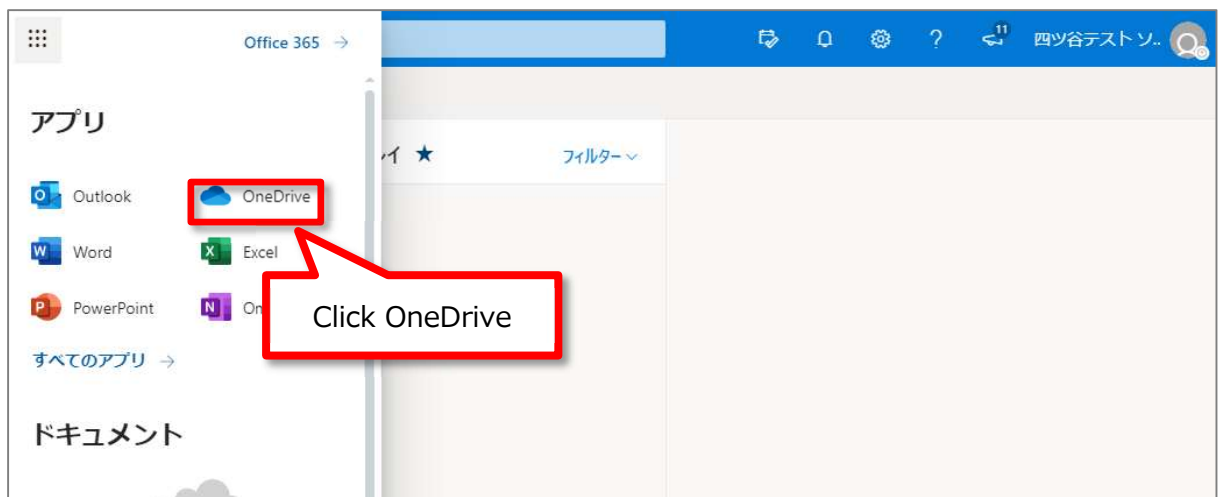 Office 365 →
11
四ツ谷テスト ソ..
アプリ
イ ★
フィルター
Outlook
OneDrive
Word
Excel
PowerPoint
On
Click OneDrive
すべてのアプリ →
ドキュメント